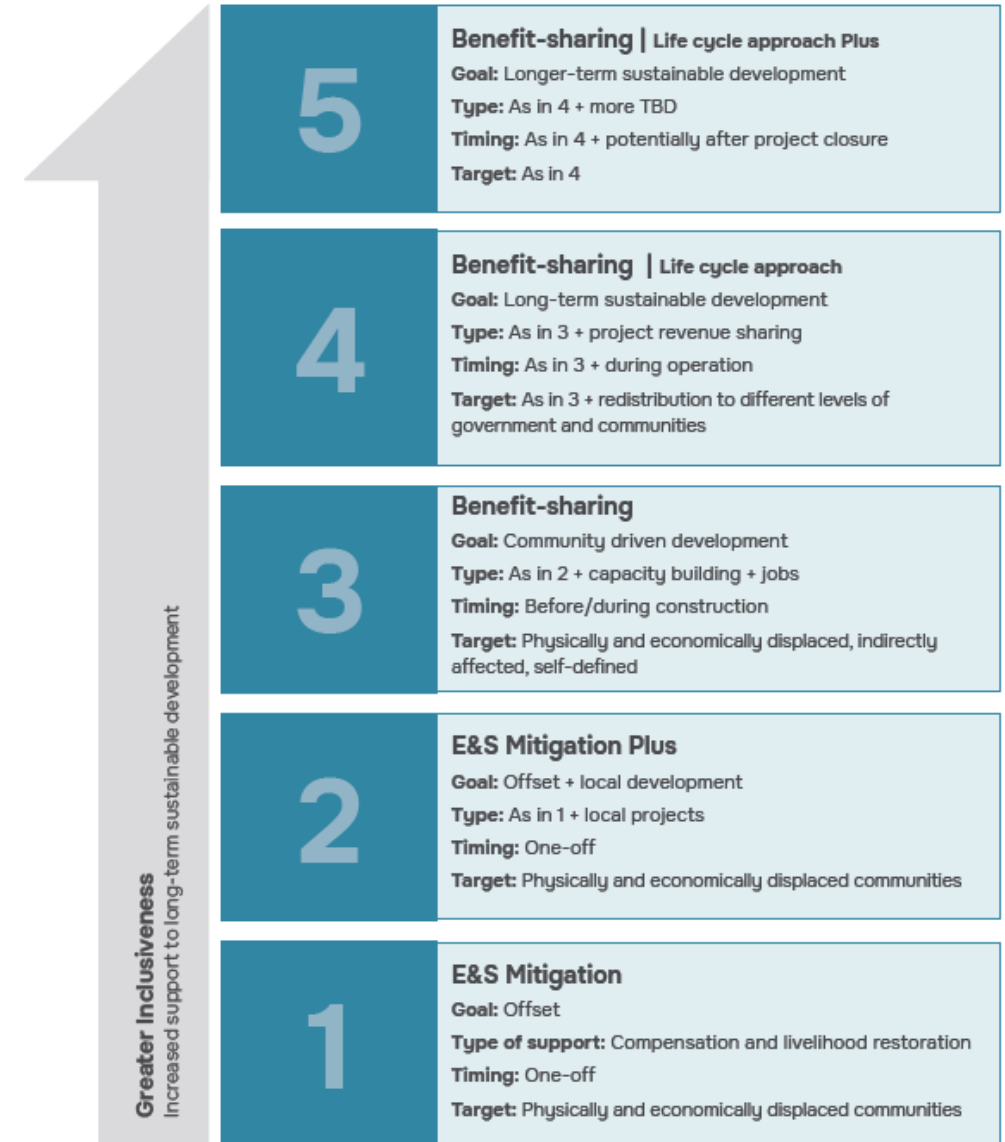 5
Benefit-sharing | Life cycle approach Plus
Goal: Longer-term sustainable development
Type: As in 4 + more TBD
Timing: As in 4 + potentially after project closure
Target: As in 4
4
Benefit-sharing | Life cycle approach
Goal: Long-term sustainable development
Type: As in 3 + project revenue sharing
Timing: As in 3 + during operation
Target: As in 3 + redistribution to different levels of
government and communities
3
Benefit-sharing
Goal: Community driven development
Type: As in 2 + capacity building + jobs
Timing: Before/during construction
Target: Physically and economically displaced, indirectly
affected, self-defined
2
E&S Mitigation Plus
Goal: Offset + local development
Type: As in 1 + local projects
Timing: One-off
Target: Physically and economically displaced communities
1
E&S Mitigation
Goal: Offset
Type of support: Compensation and livelihood restoration
Timing: One-off
Target: Physically and economically displaced communities
Greater Inclusiveness
Increased support to long-term sustainable development